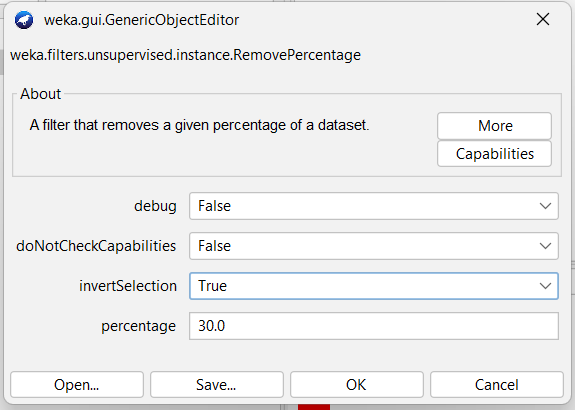 weka.gui.GenericObjectEditor
weka.filters.unsupervised.instance.RemovePercentage
About
A filter that removes a given percentage of a dataset.
More
Capabilities
debug False
doNotCheckCapabilities False
invertSelection True
percentage 30.0
Open... Save... OK Cancel